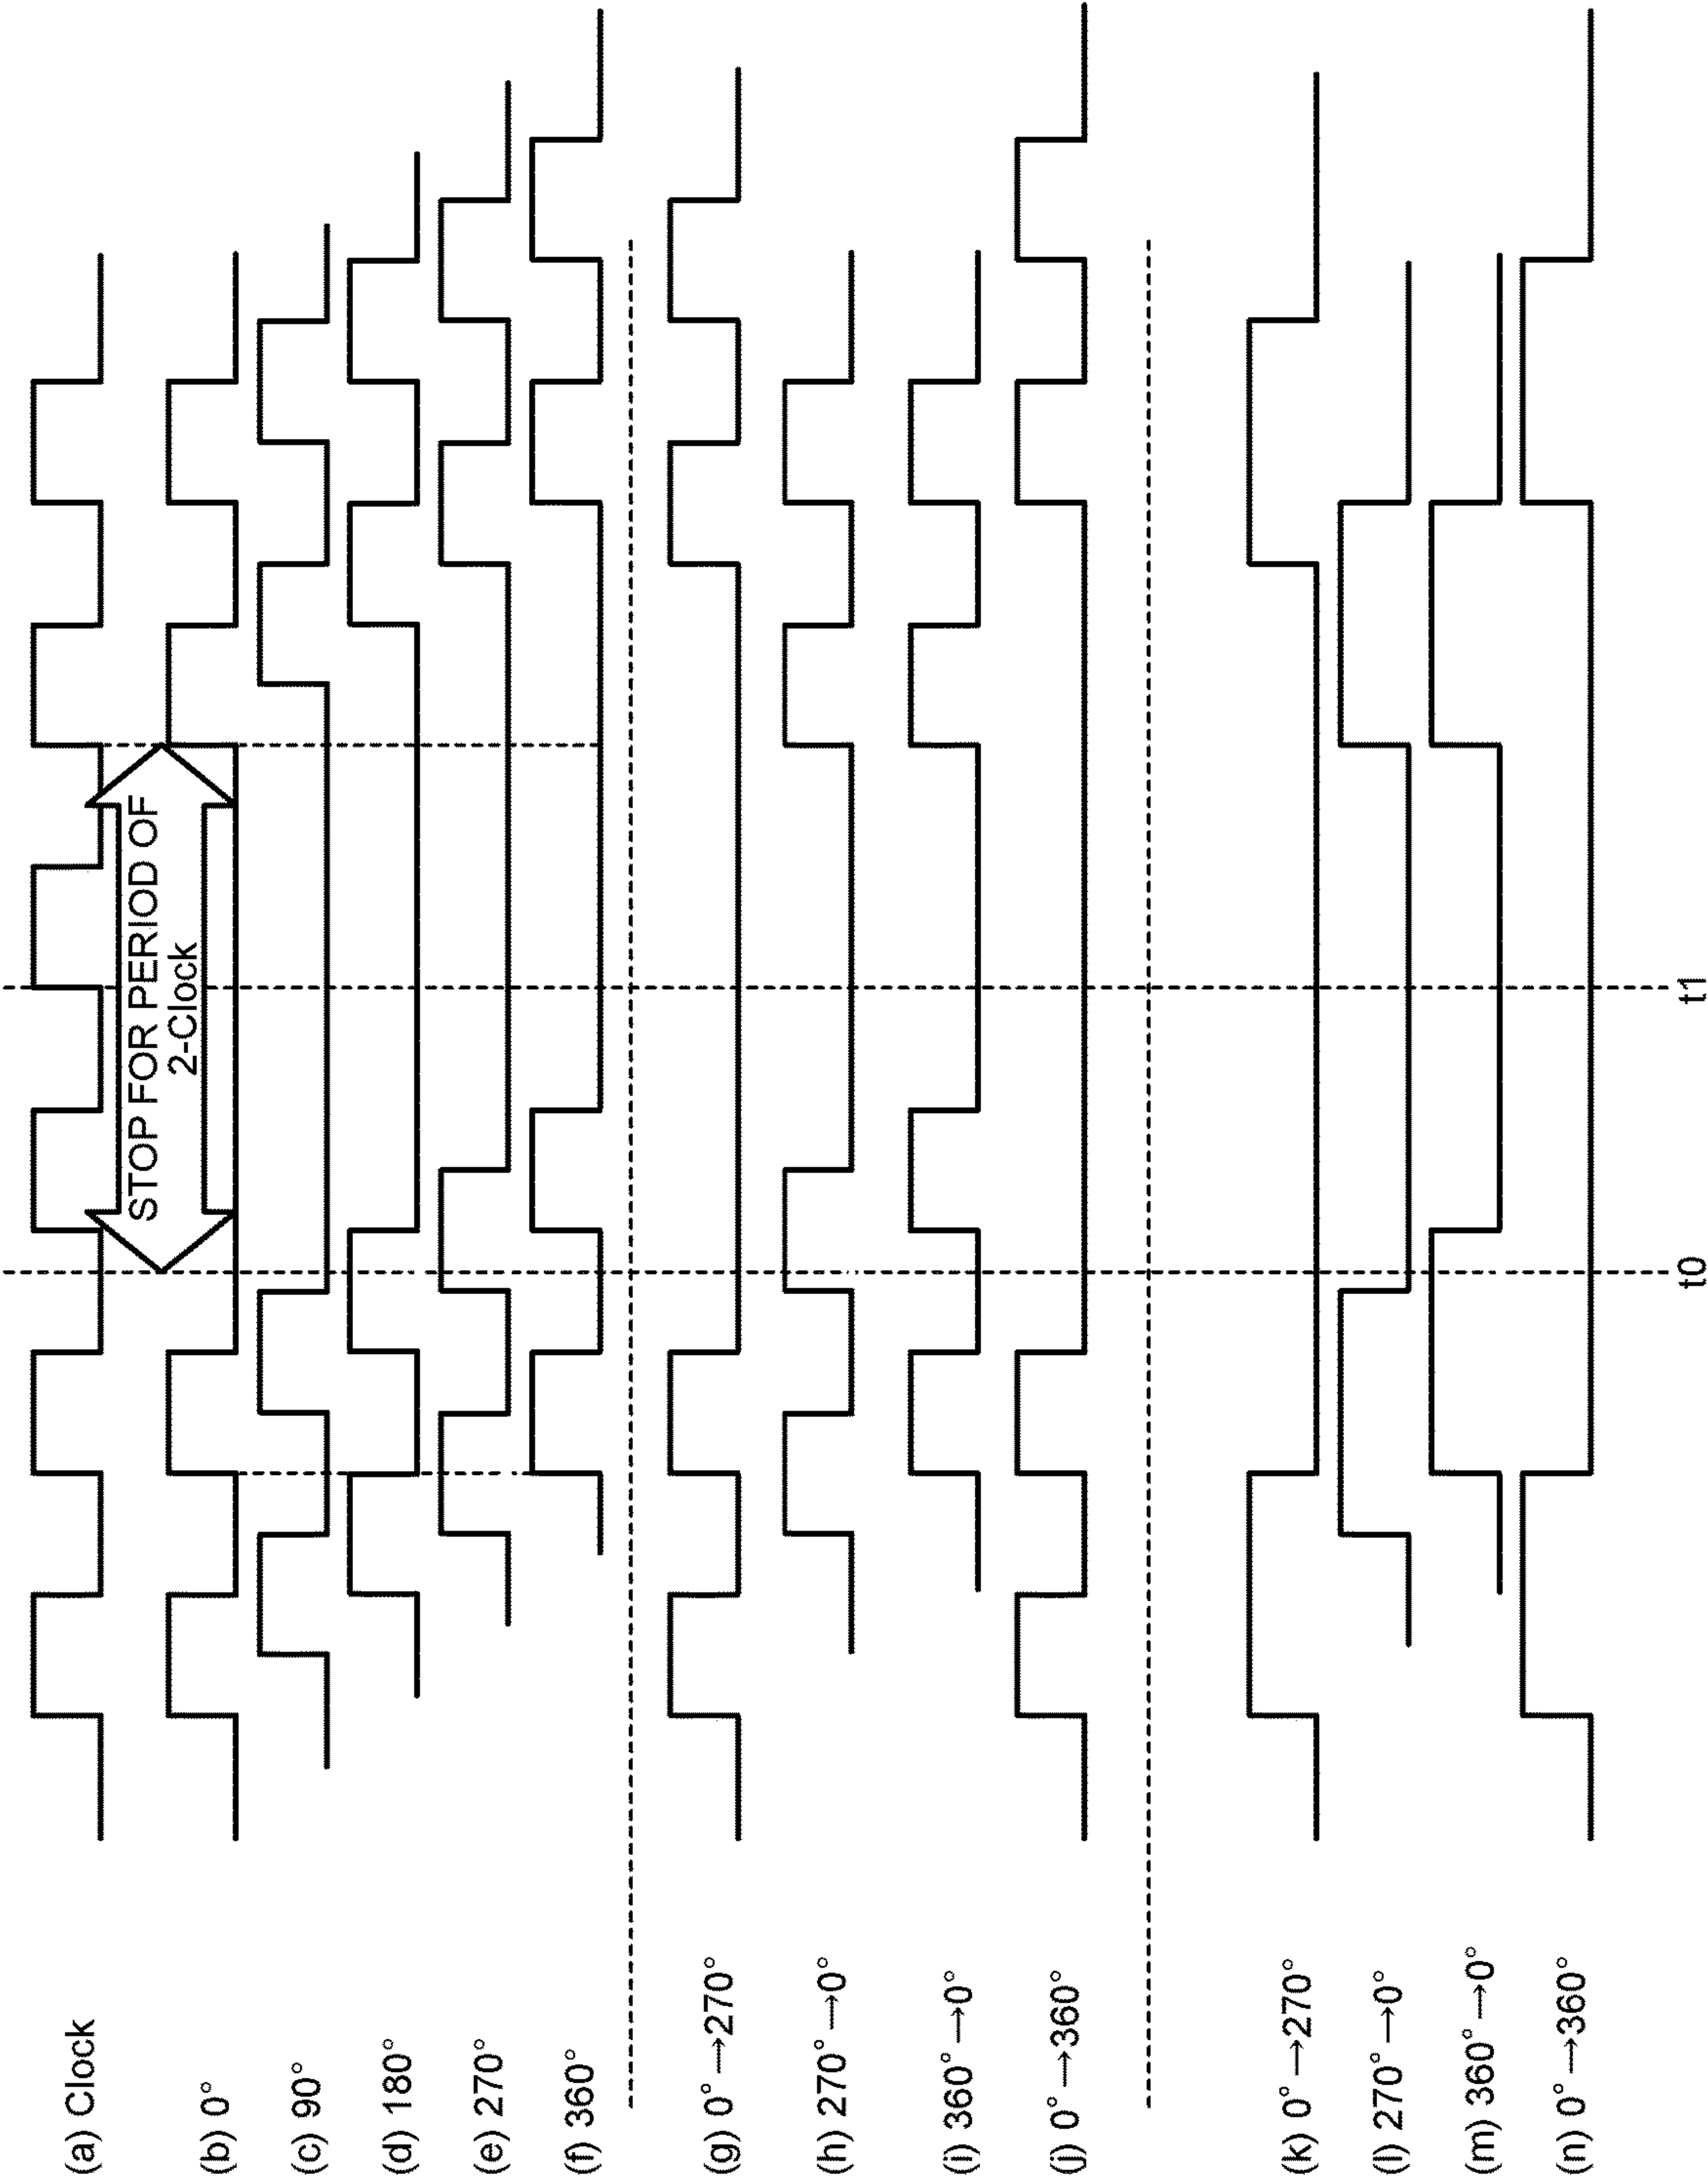 (a) Clock
STOP FOR PERIOD OF
2-Clock
(b) 0°
(c) 90°
(d) 180°
(e) 270°
(f) 360°
(g) 0°→270°
(h) 270°→0°
(i) 360°→0°
(j) 0°→360°
(k) 0°→270°
(l) 270°→0°
(m) 360°→0°
(n) 0°→360°
t0
t1